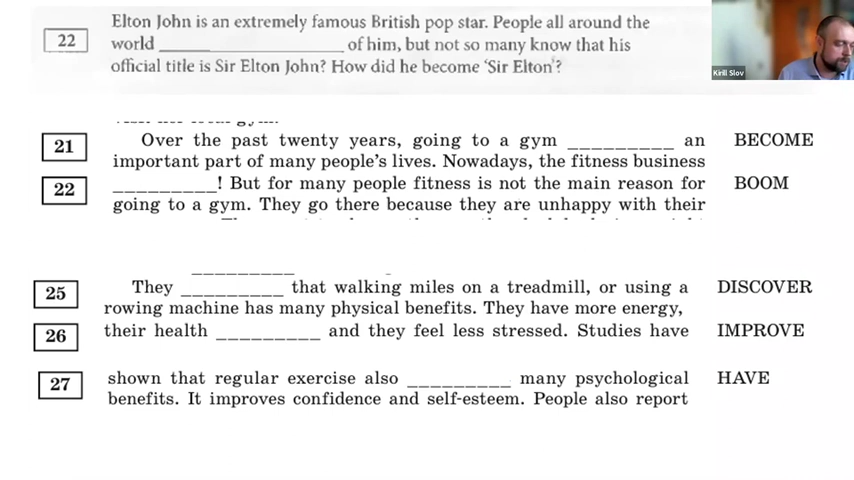 Elton John is an extremely famous British pop star. People all around the
22 world ____________________ of him, but not so many know that his
official title is Sir Elton John? How did he become ‘Sir Elton’?
Kirill Slov
21 Over the past twenty years, going to a gym _________ an BECOME
important part of many people’s lives. Nowadays, the fitness business
22 _________! But for many people fitness is not the main reason for BOOM
going to a gym. They go there because they are unhappy with their
25 They _________ that walking miles on a treadmill, or using a DISCOVER
rowing machine has many physical benefits. They have more energy,
26 their health _________ and they feel less stressed. Studies have IMPROVE
27 shown that regular exercise also _________ many psychological HAVE
benefits. It improves confidence and self-esteem. People also report